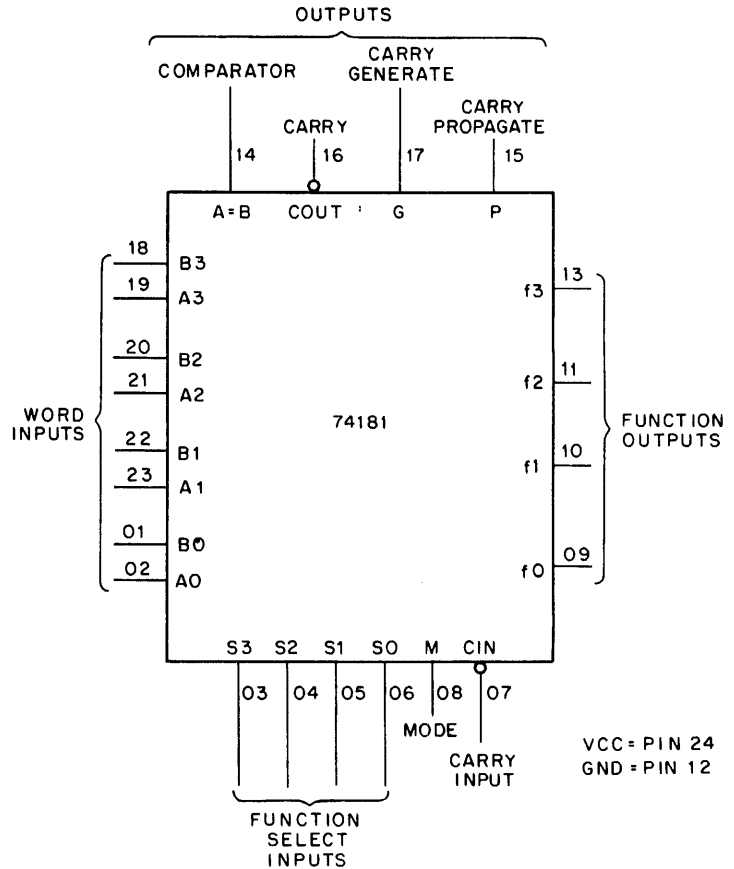 OUTPUTS
COMPARATOR
CARRY
GENERATE
CARRY
CARRY
PROPAGATE
14
16
17
15
A=B
COUT
G
P
18
B3
19
A3
20
B2
21
A2
22
B1
23
A1
01
B0
02
A0
WORD
INPUTS
74181
13
f3
11
f2
10
f1
09
f0
FUNCTION
OUTPUTS
S3
S2
S1
S0
M
CIN
03
04
05
06
08
07
MODE
CARRY
INPUT
FUNCTION
SELECT
INPUTS
VCC = PIN 24
GND = PIN 12